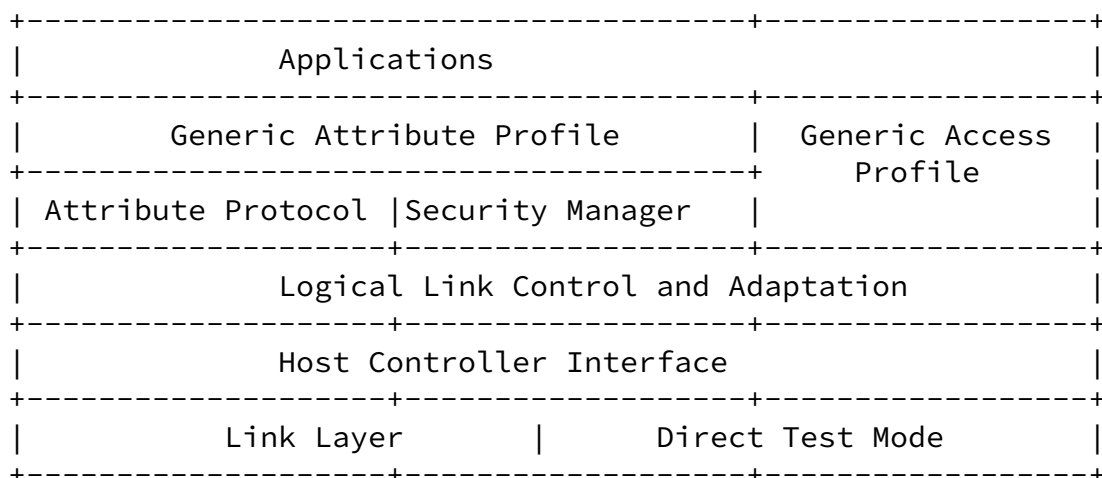 Applications
Generic Attribute Profile | Generic Access
Profile
Attribute Protocol |Security Manager |
Logical Link Control and Adaptation
Host Controller Interface
Link Layer | Direct Test Mode